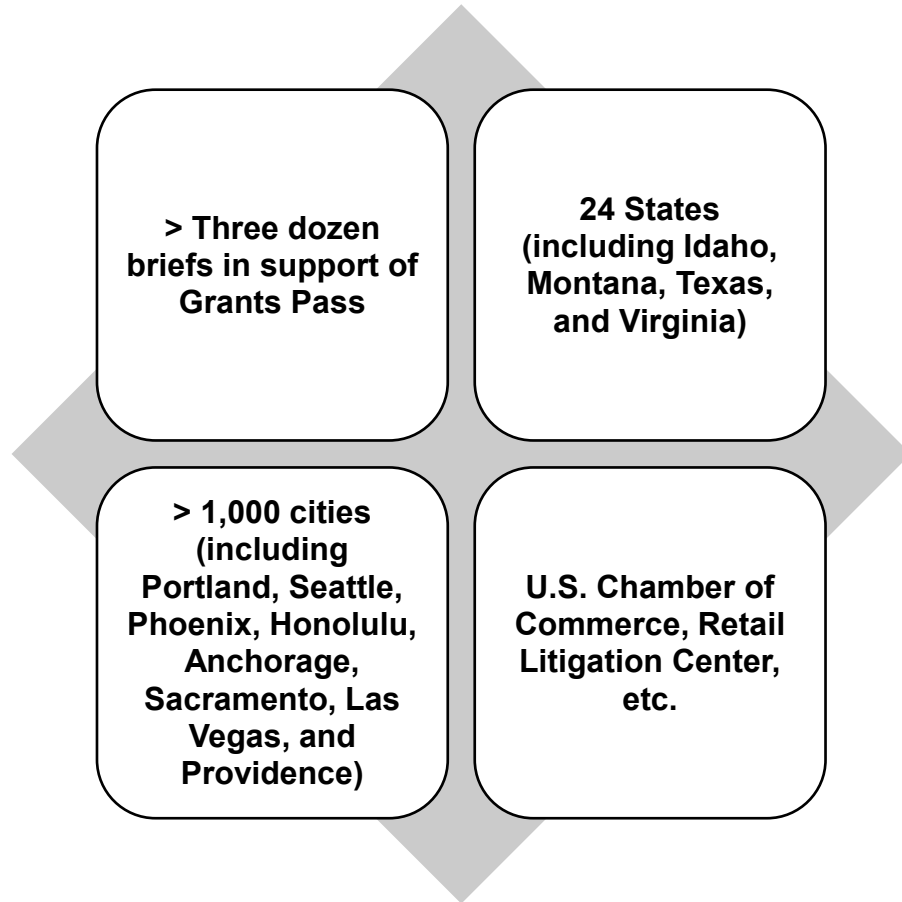 > Three dozen
briefs in support of
Grants Pass
24 States
(including Idaho,
Montana, Texas,
and Virginia)
> 1,000 cities
(including
Portland, Seattle,
Phoenix, Honolulu,
Anchorage,
Sacramento, Las
Vegas, and
Providence)
U.S. Chamber of
Commerce, Retail
Litigation Center,
etc.